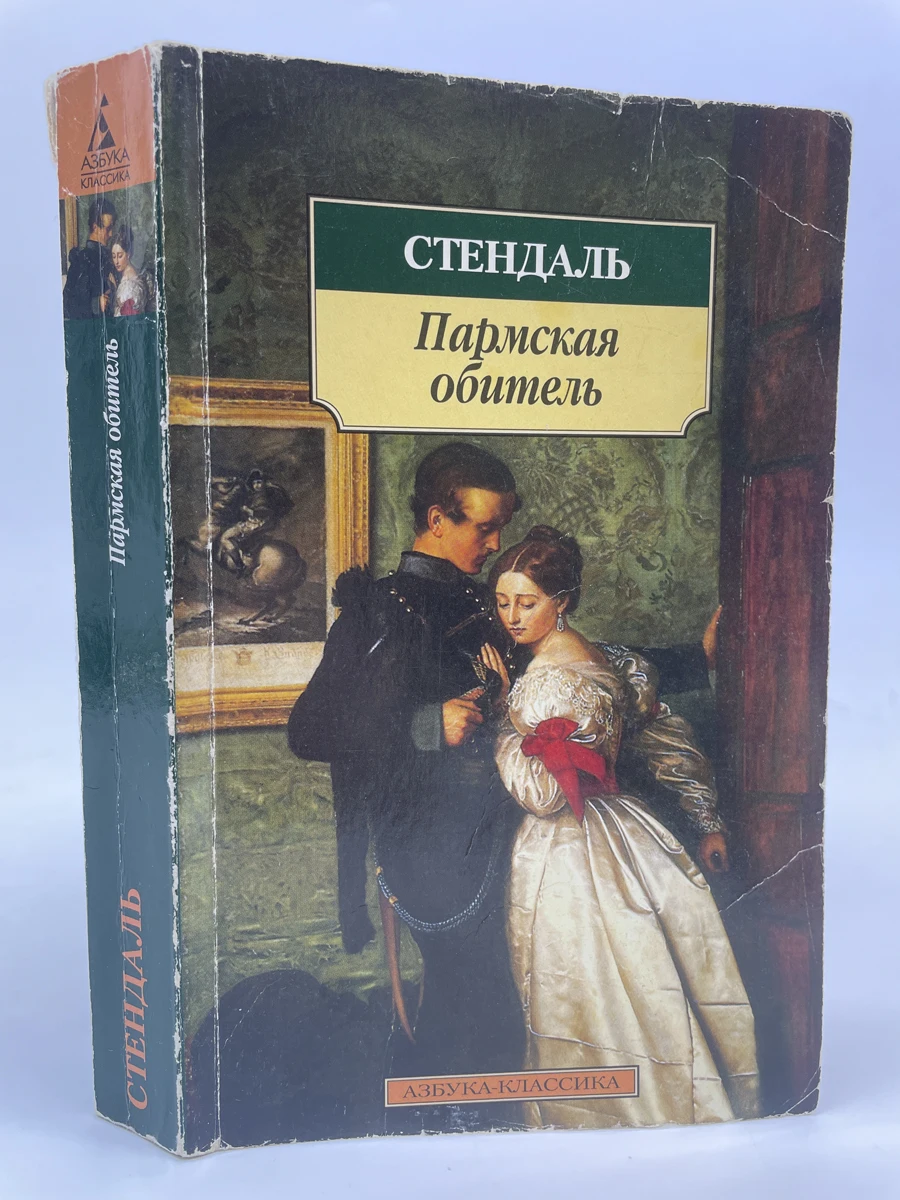 АЗБУКА
КЛАССИКА
Пармская обитель
СТЕНДАЛЬ
СТЕНДАЛЬ
Пармская
обитель
АЗБУКА-КЛАССИКА